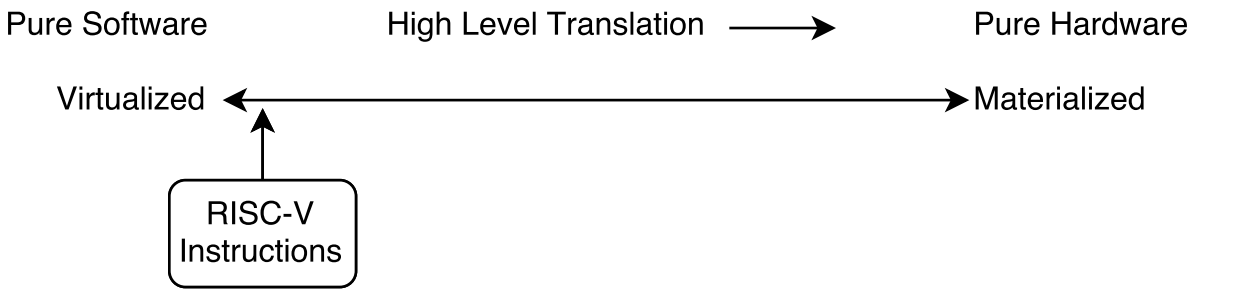 Pure Software
High Level Translation
Pure Hardware
Virtualized
Materialized
RISC-V
Instructions